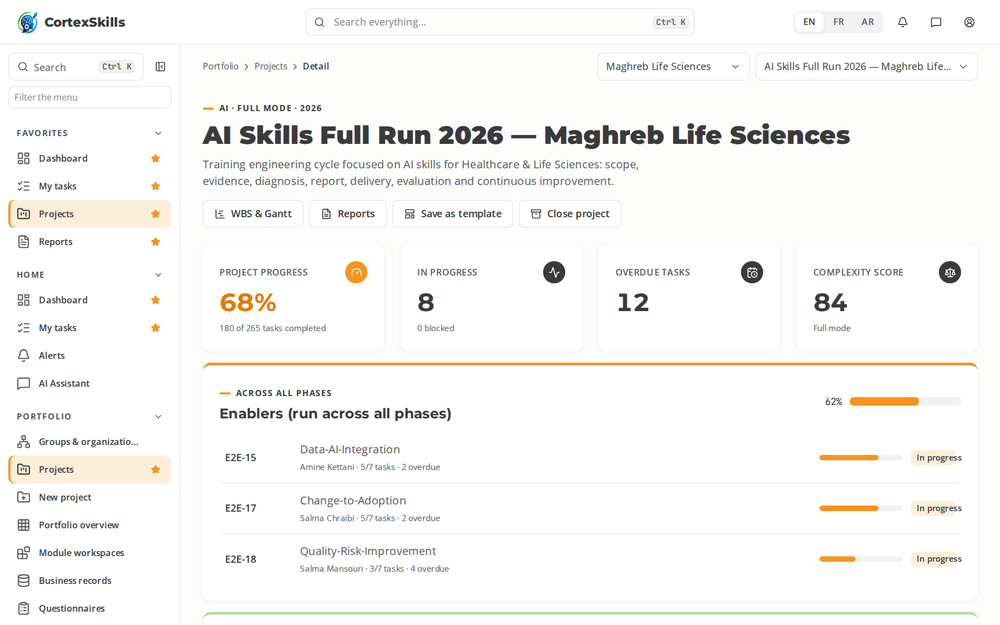 CortexSkills
Search everything...
Ctrl K
EN
FR
AR
Search
Ctrl K
Filter the menu
FAVORITES
Dashboard
My tasks
Projects
Reports
HOME
Dashboard
My tasks
Alerts
AI Assistant
PORTFOLIO
Groups & organizatio...
Projects
New project
Portfolio overview
Module workspaces
Business records
Questionnaires
Portfolio > Projects > Detail
Maghreb Life Sciences
AI Skills Full Run 2026 — Maghreb Life...
AI · FULL MODE · 2026
AI Skills Full Run 2026 — Maghreb Life Sciences
Training engineering cycle focused on AI skills for Healthcare & Life Sciences: scope,
evidence, diagnosis, report, delivery, evaluation and continuous improvement.
WBS & Gantt
Reports
Save as template
Close project
PROJECT PROGRESS
68%
180 of 265 tasks completed
IN PROGRESS
8
0 blocked
OVERDUE TASKS
12
COMPLEXITY SCORE
84
Full mode
ACROSS ALL PHASES
Enablers (run across all phases)
62%
E2E-15
Data-AI-Integration
Amine Kettani · 5/7 tasks · 2 overdue
In progress
E2E-17
Change-to-Adoption
Salma Chraibi · 5/7 tasks · 2 overdue
In progress
E2E-18
Quality-Risk-Improvement
Salma Mansouri · 3/7 tasks · 4 overdue
In progress